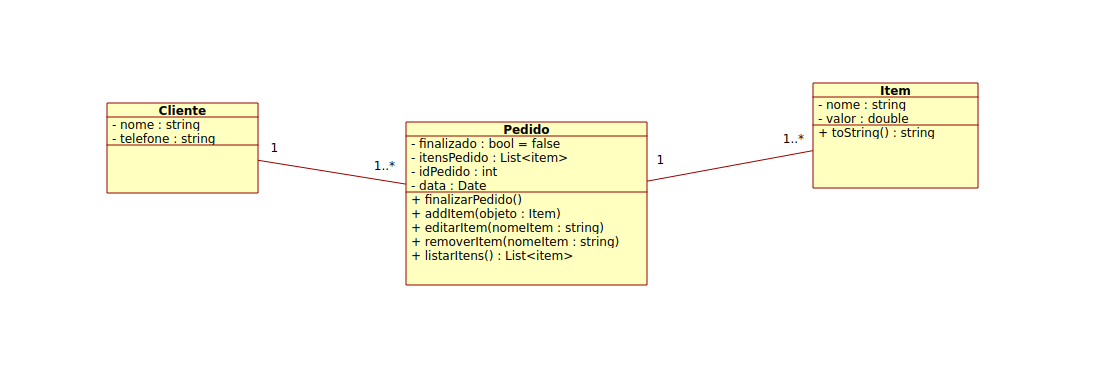 Cliente
- nome : string
- telefone : string
1
1..*
Pedido
- finalizado : bool = false
- itensPedido : List<item>
- idPedido : int
- data : Date
+ finalizarPedido()
+ addItem(objeto : Item)
+ editarItem(nomeItem : string)
+ removerItem(nomeItem : string)
+ listarItens() : List<item>
1
1..*
Item
- nome : string
- valor : double
+ toString() : string